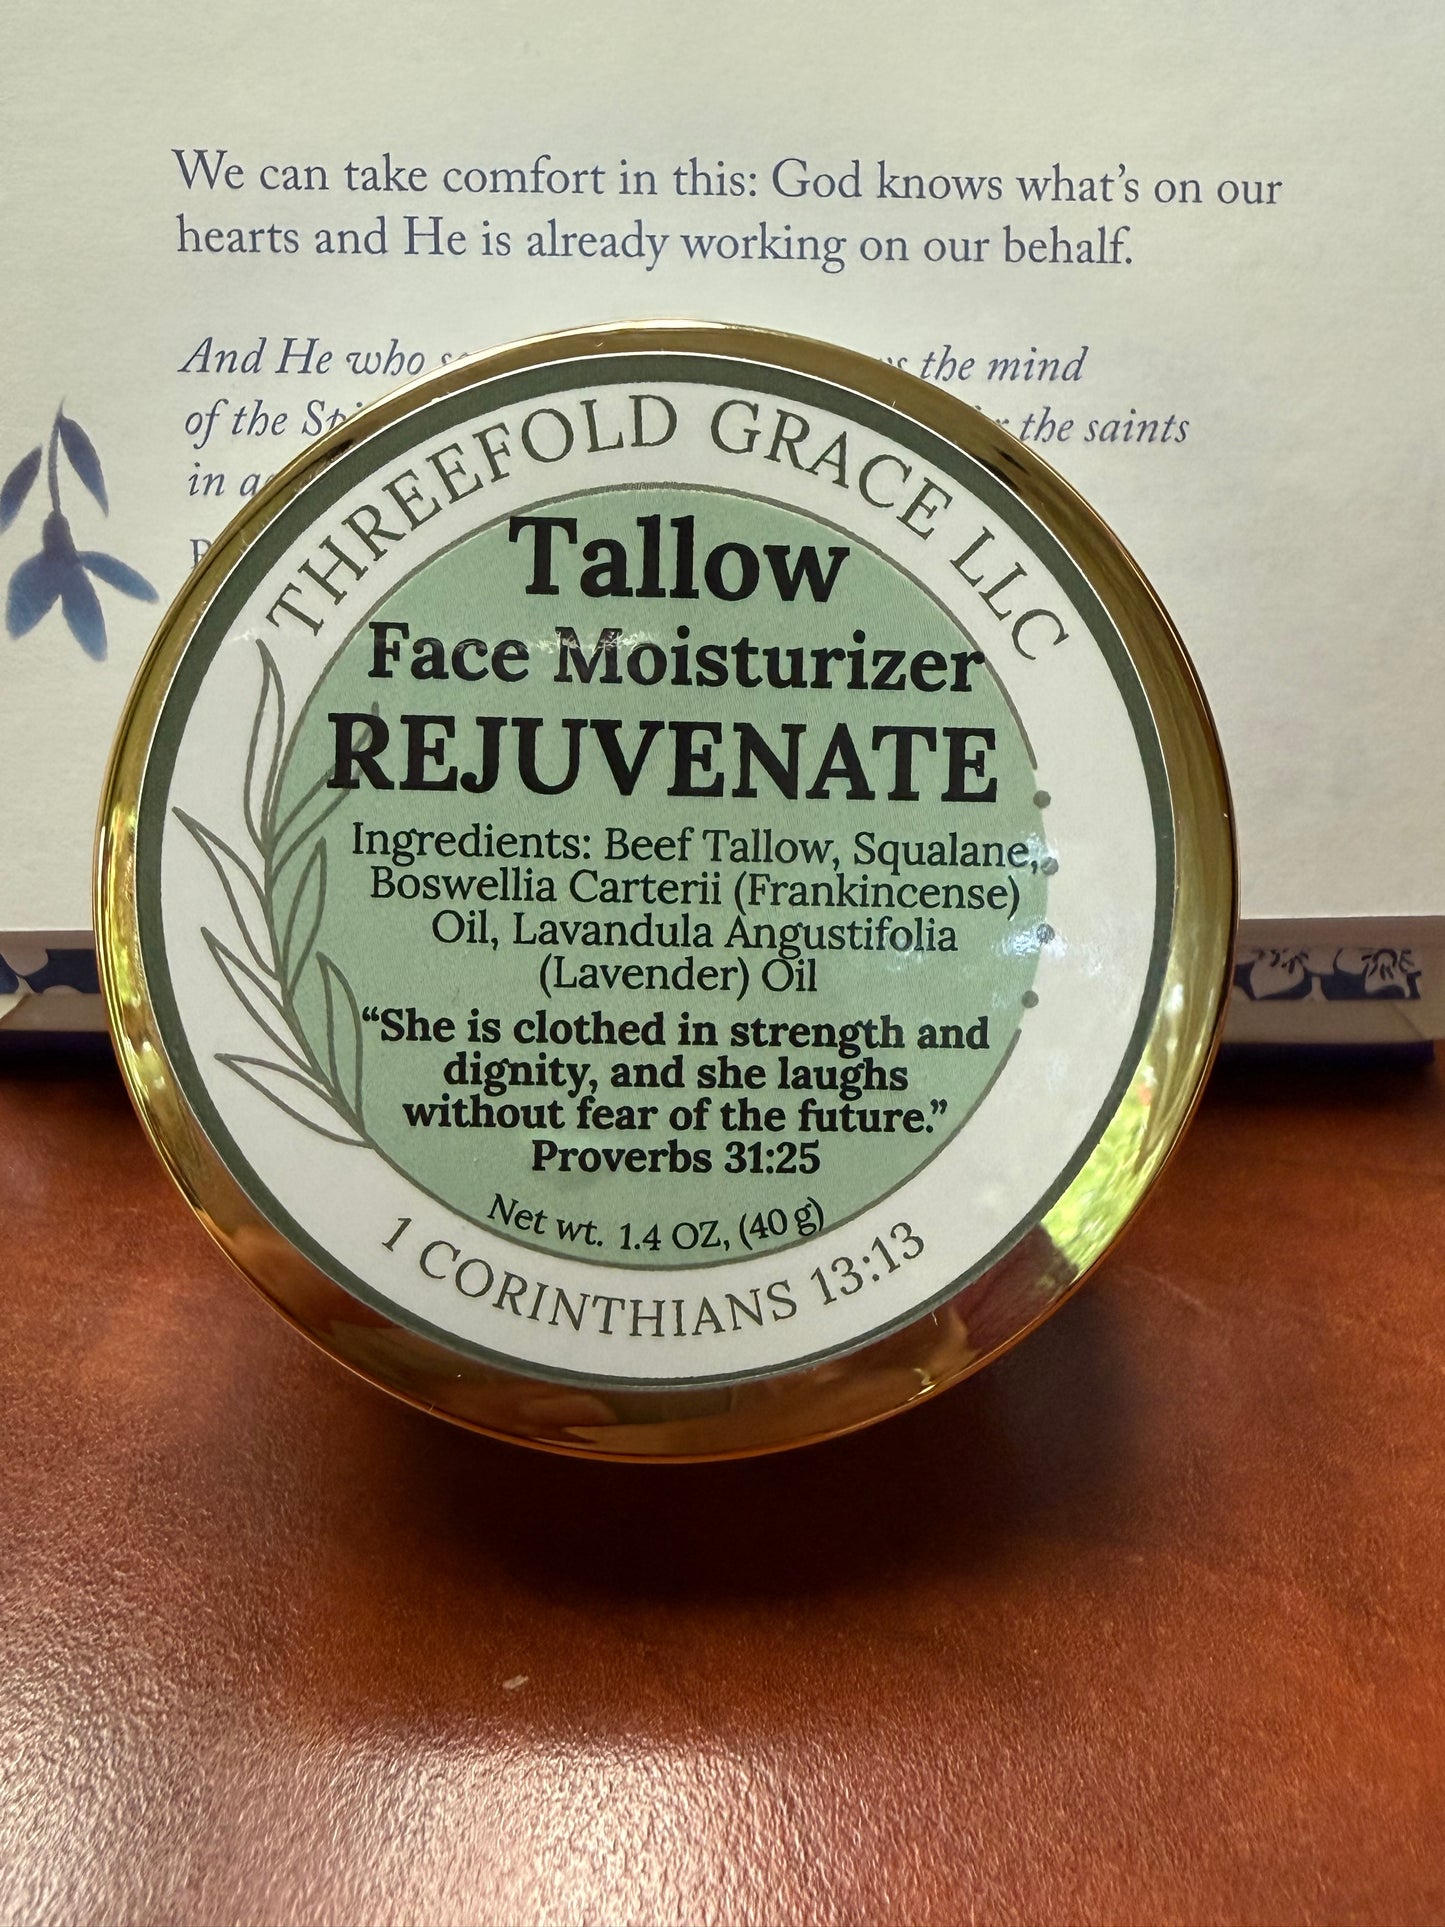 We can take comfort in this: God knows what's on our
hearts and He is already working on our behalf.
And He who
the mind
of the
the saints
in
THREEFOLD GRACE LLC
Tallow
Face Moisturizer
REJUVENATE
Ingredients: Beef Tallow, Squalane,
Boswellia Carterii (Frankincense)
Oil, Lavandula Angustifolia
(Lavender) Oil
“She is clothed in strength and
dignity, and she laughs
without fear of the future.”
Proverbs 31:25
Net wt. 1.4 OZ, (40 g)
1 CORINTHIANS 13:13